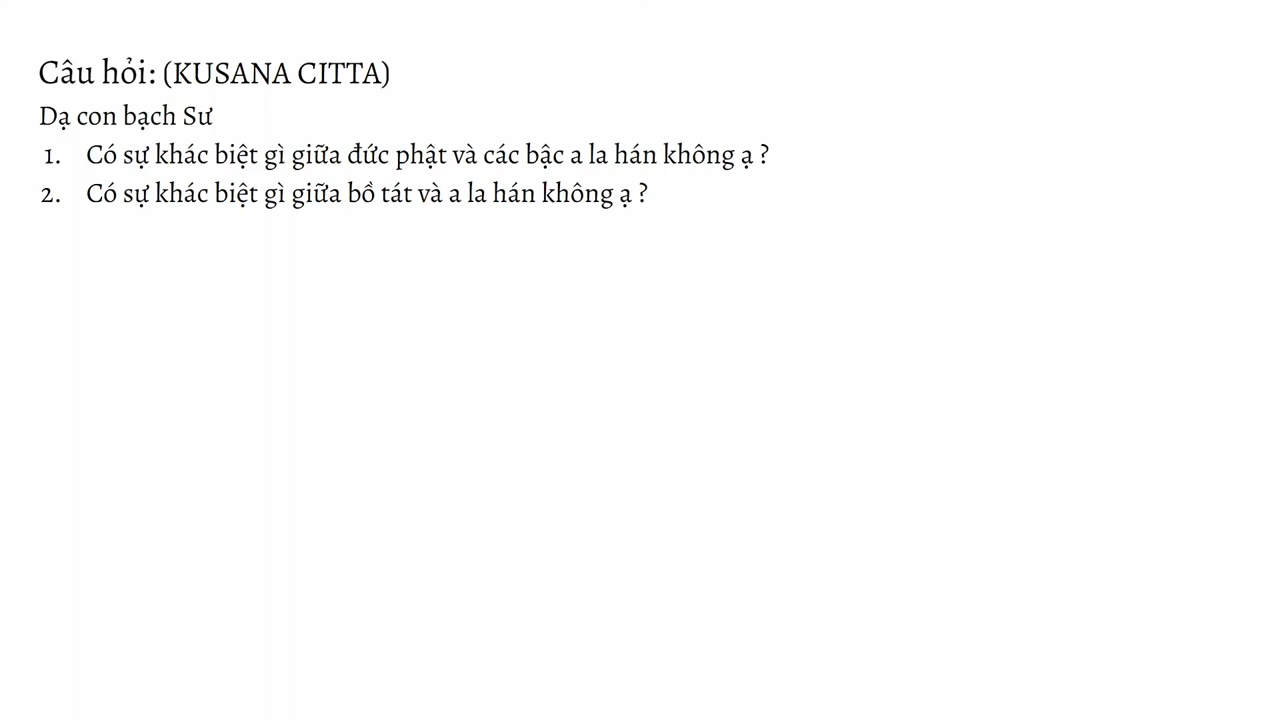 Câu hỏi: (KUSANA CITTA)
Dạ con bạch Sư
1. Có sự khác biệt gì giữa đức phật và các bậc a la hán không ạ ?
2. Có sự khác biệt gì giữa bồ tát và a la hán không ạ ?